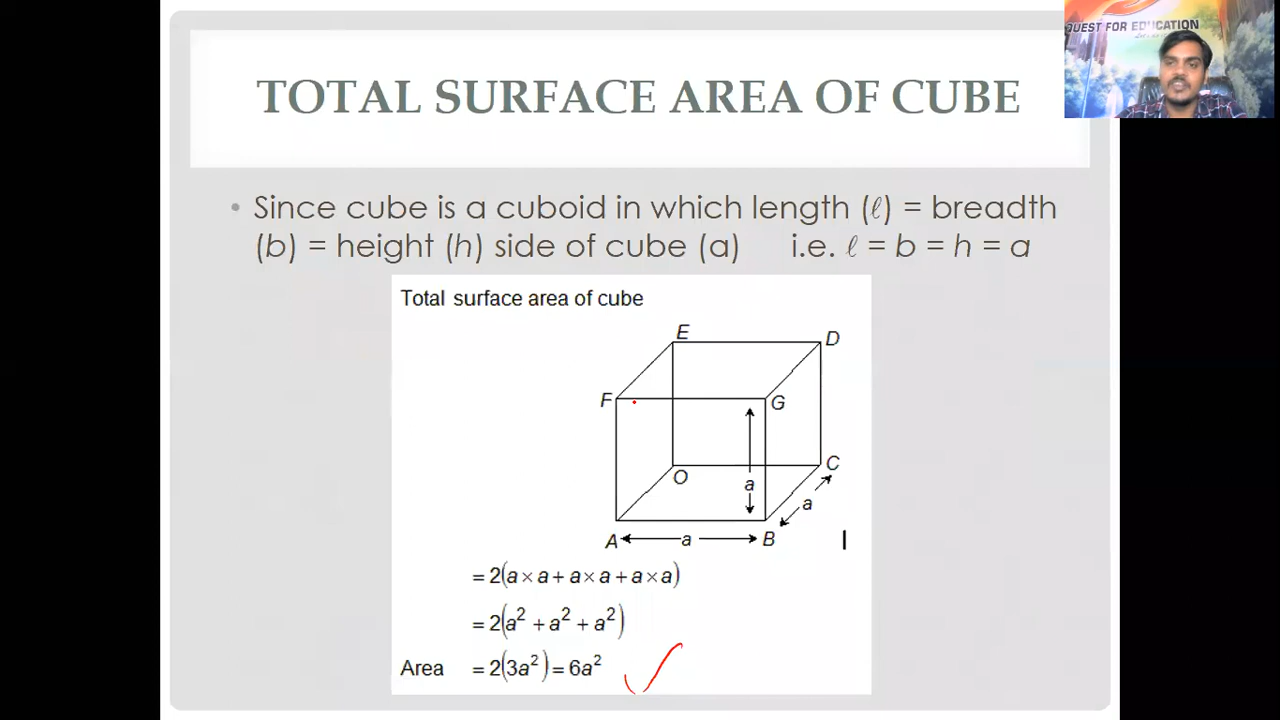 TOTAL SURFACE AREA OF CUBE
QUEST FOR EDUCATION
• Since cube is a cuboid in which length (ℓ) = breadth
(b) = height (h) side of cube (a) i.e. ℓ = b = h = a
Total surface area of cube
E
D
F
G
O
C
a
a
A
a
B
= 2(a × a + a × a + a × a)
= 2(a² + a² + a²)
Area = 2(3a²) = 6a²